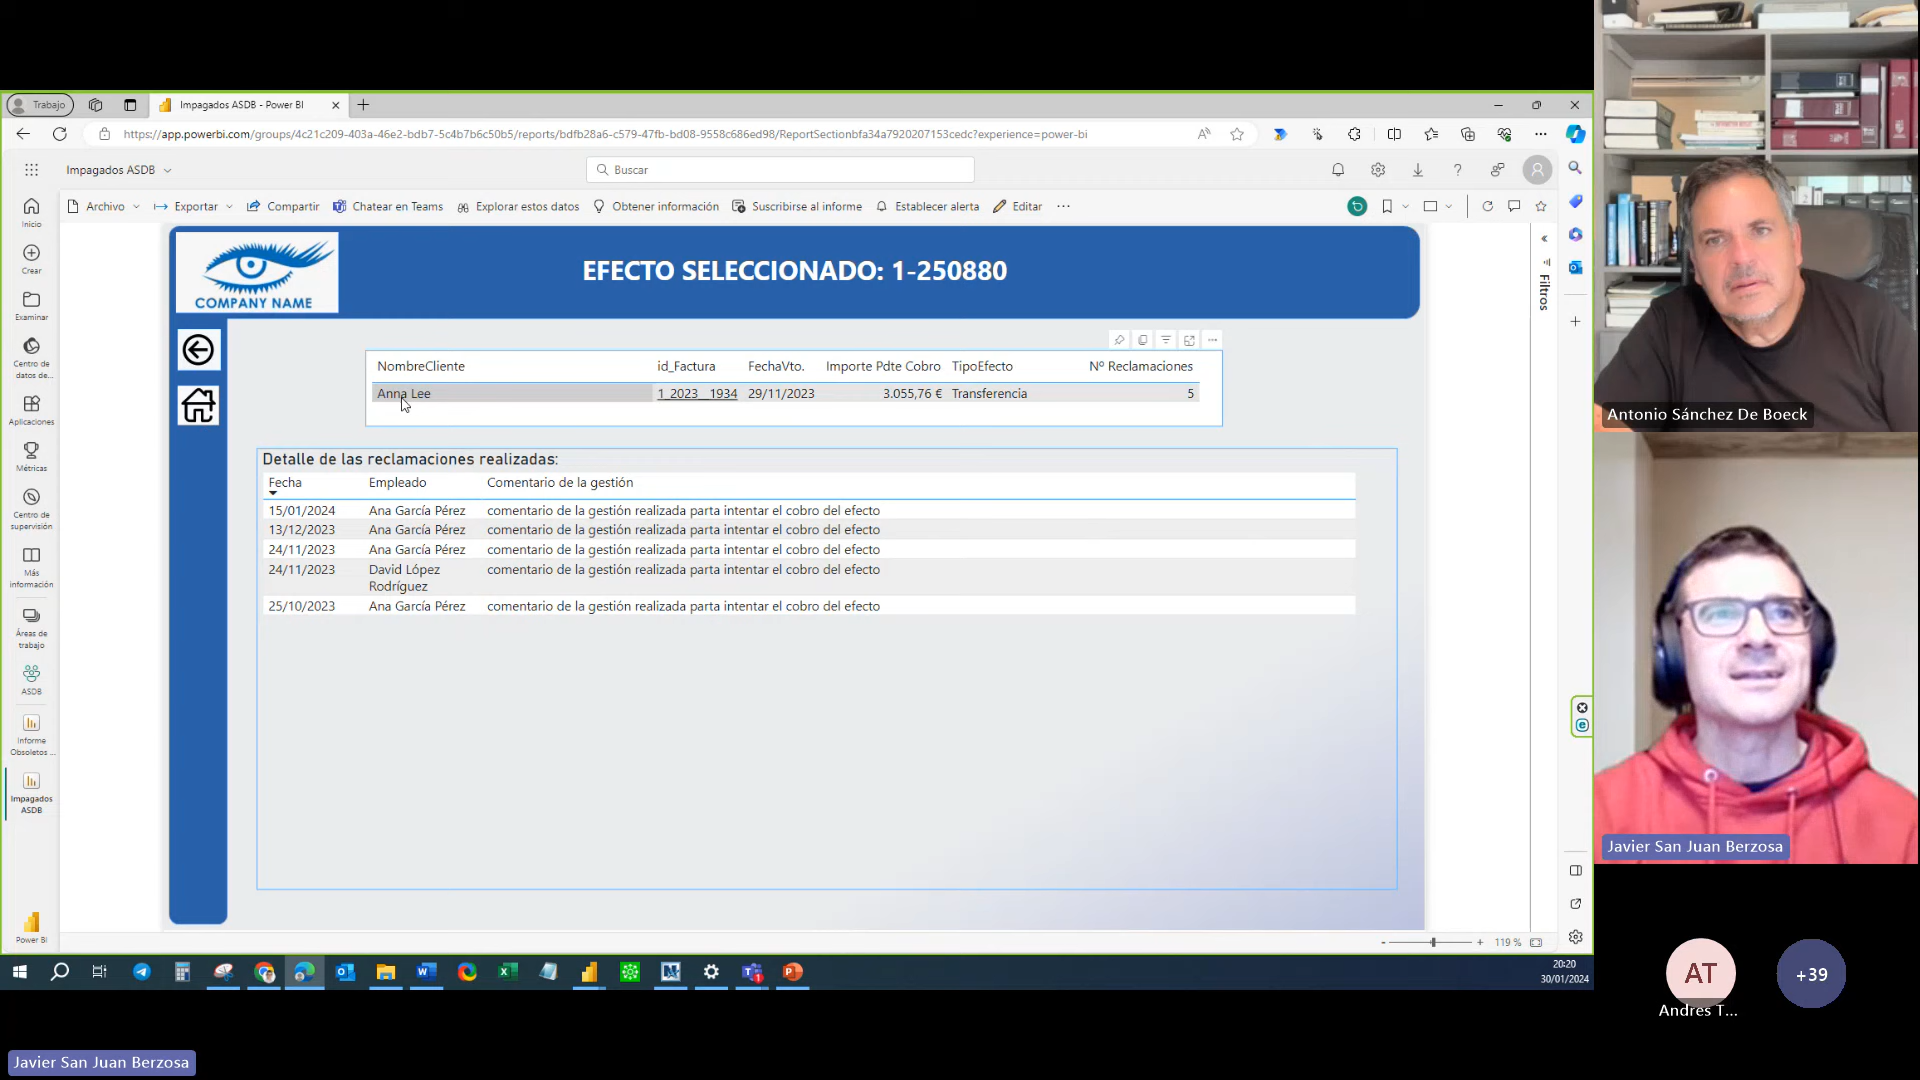 Trabajo
Impagados ASDB - Power BI
https://app.powerbi.com/groups/4c21c209-403a-46e2-bdb7-5c4b7b6c50b5/reports/bdfb28a6-c579-47fb-bd08-9558c686ed98/ReportSectionbfa34a7920207153cedc?experience=power-bi
Impagados ASDB
Buscar
Archivo
Exportar
Compartir
Chatear en Teams
Explorar estos datos
Obtener información
Suscribirse al informe
Establecer alerta
Editar
Inicio
Crear
Examinar
Centro de
datos de...
Aplicaciones
Métricas
Centro de
supervisión
Más
información
Áreas de
trabajo
ASDB
Informe
Obsoletos ...
Impagados
ASDB
Power BI
COMPANY NAME
EFECTO SELECCIONADO: 1-250880
Filtros
NombreCliente id_Factura FechaVto. Importe Pdte Cobro TipoEfecto Nº Reclamaciones
Anna Lee 1_2023__1934 29/11/2023 3.055,76 € Transferencia 5
Detalle de las reclamaciones realizadas:
Fecha Empleado Comentario de la gestión
15/01/2024 Ana García Pérez comentario de la gestión realizada parta intentar el cobro del efecto
13/12/2023 Ana García Pérez comentario de la gestión realizada parta intentar el cobro del efecto
24/11/2023 Ana García Pérez comentario de la gestión realizada parta intentar el cobro del efecto
24/11/2023 David López comentario de la gestión realizada parta intentar el cobro del efecto
Rodríguez
25/10/2023 Ana García Pérez comentario de la gestión realizada parta intentar el cobro del efecto
119 %
20:20
30/01/2024
Antonio Sánchez De Boeck
Javier San Juan Berzosa
AT
Andres T...
+39
Javier San Juan Berzosa